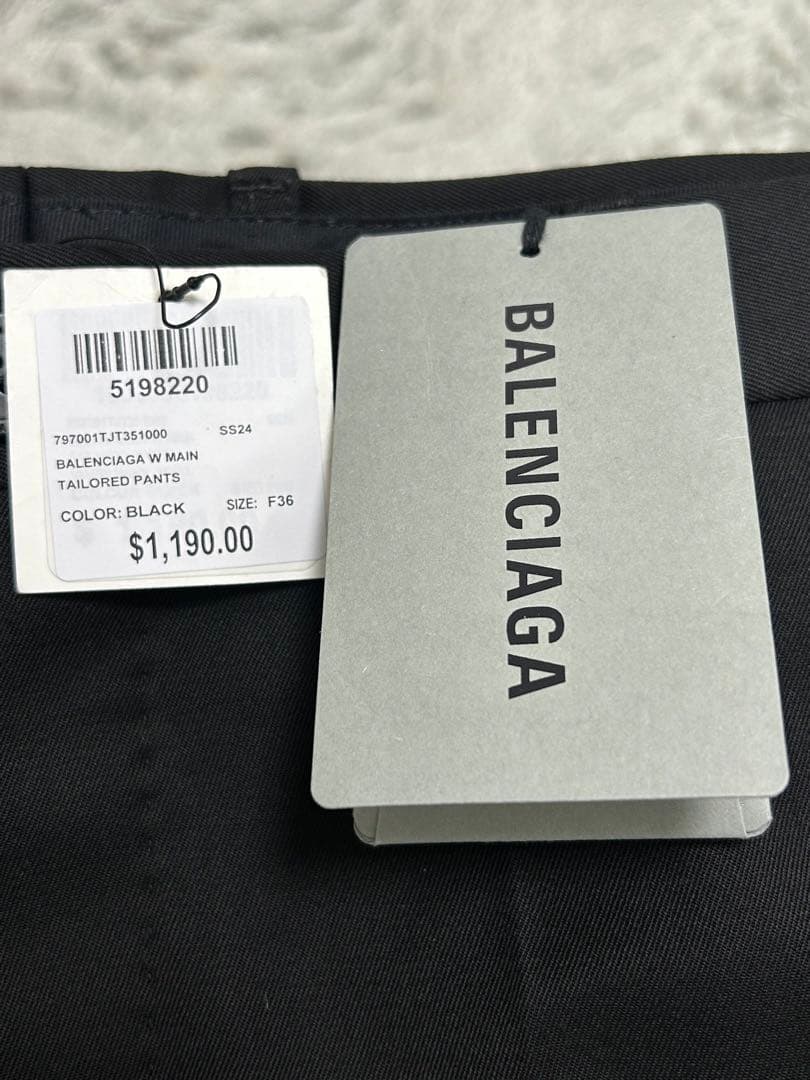 5198220
797001TJT351000 SS24
BALENCIAGA W MAIN
TAILORED PANTS
COLOR: BLACK SIZE: F36
$1,190.00
BALENCIAGA